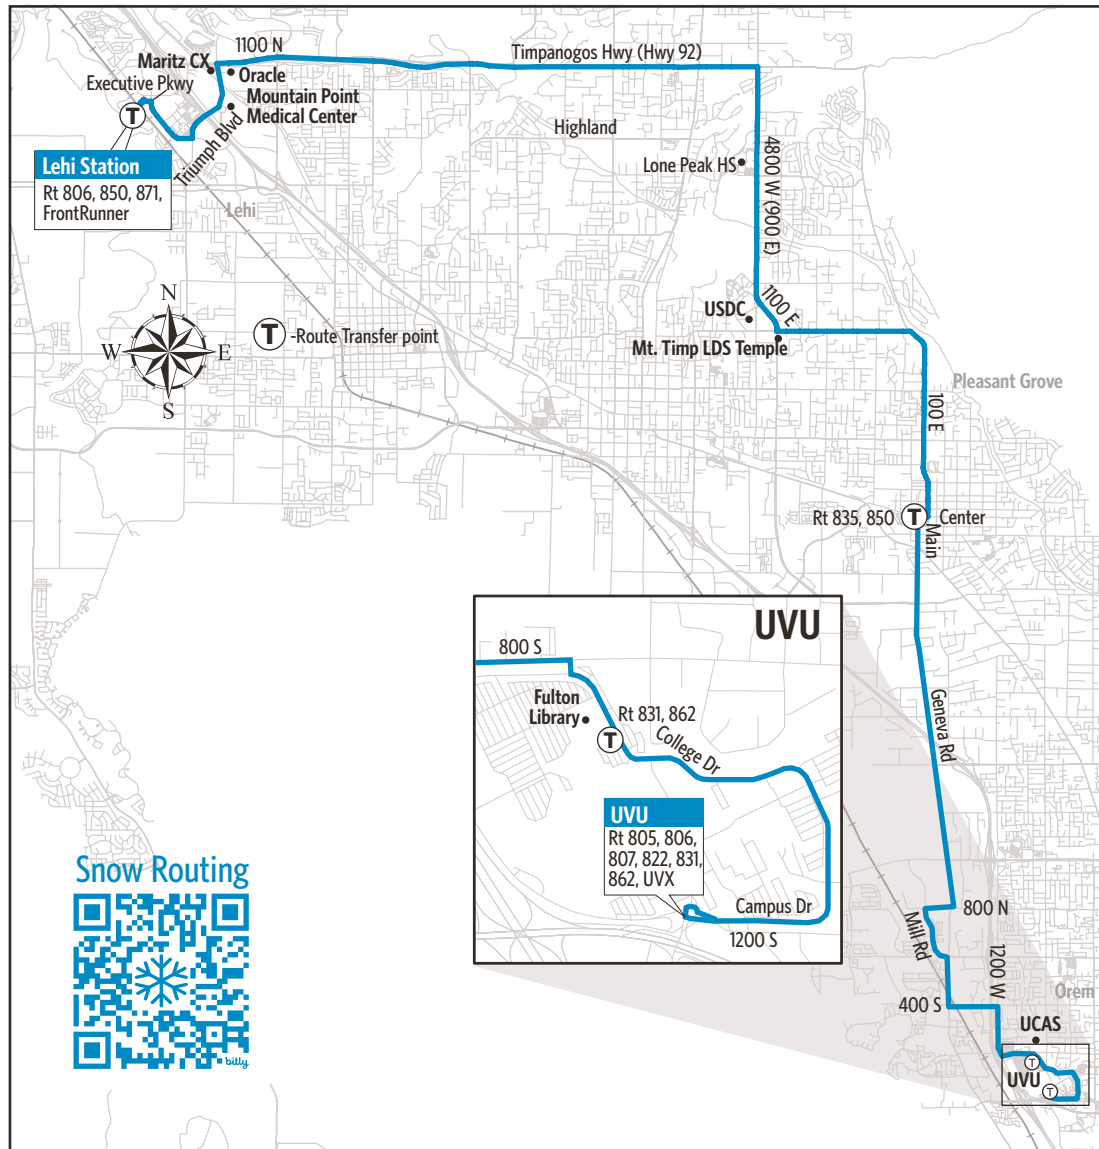 1100 N
Timpanogos Hwy (Hwy 92)
Maritz CX
Oracle
Executive Pkwy
Mountain Point
Medical Center
T
Triumph Blvd
Lehi Station
Rt 806, 850, 871,
FrontRunner
Lehi
Highland
Lone Peak HS
4800 W (900 E)
N
W
E
S
T
-Route Transfer point
USDC
1100 E
Mt. Timp LDS Temple
Pleasant Grove
100 E
Rt 835, 850
T
Center
Main
UVU
800 S
Fulton
Library
Rt 831, 862
T
College Dr
UVU
Rt 805, 806,
807, 822, 831,
862, UVX
Campus Dr
1200 S
Geneva Rd
800 N
Mill Rd
1200 W
400 S
Orem
UCAS
T
UVU
T
Snow Routing
bitly